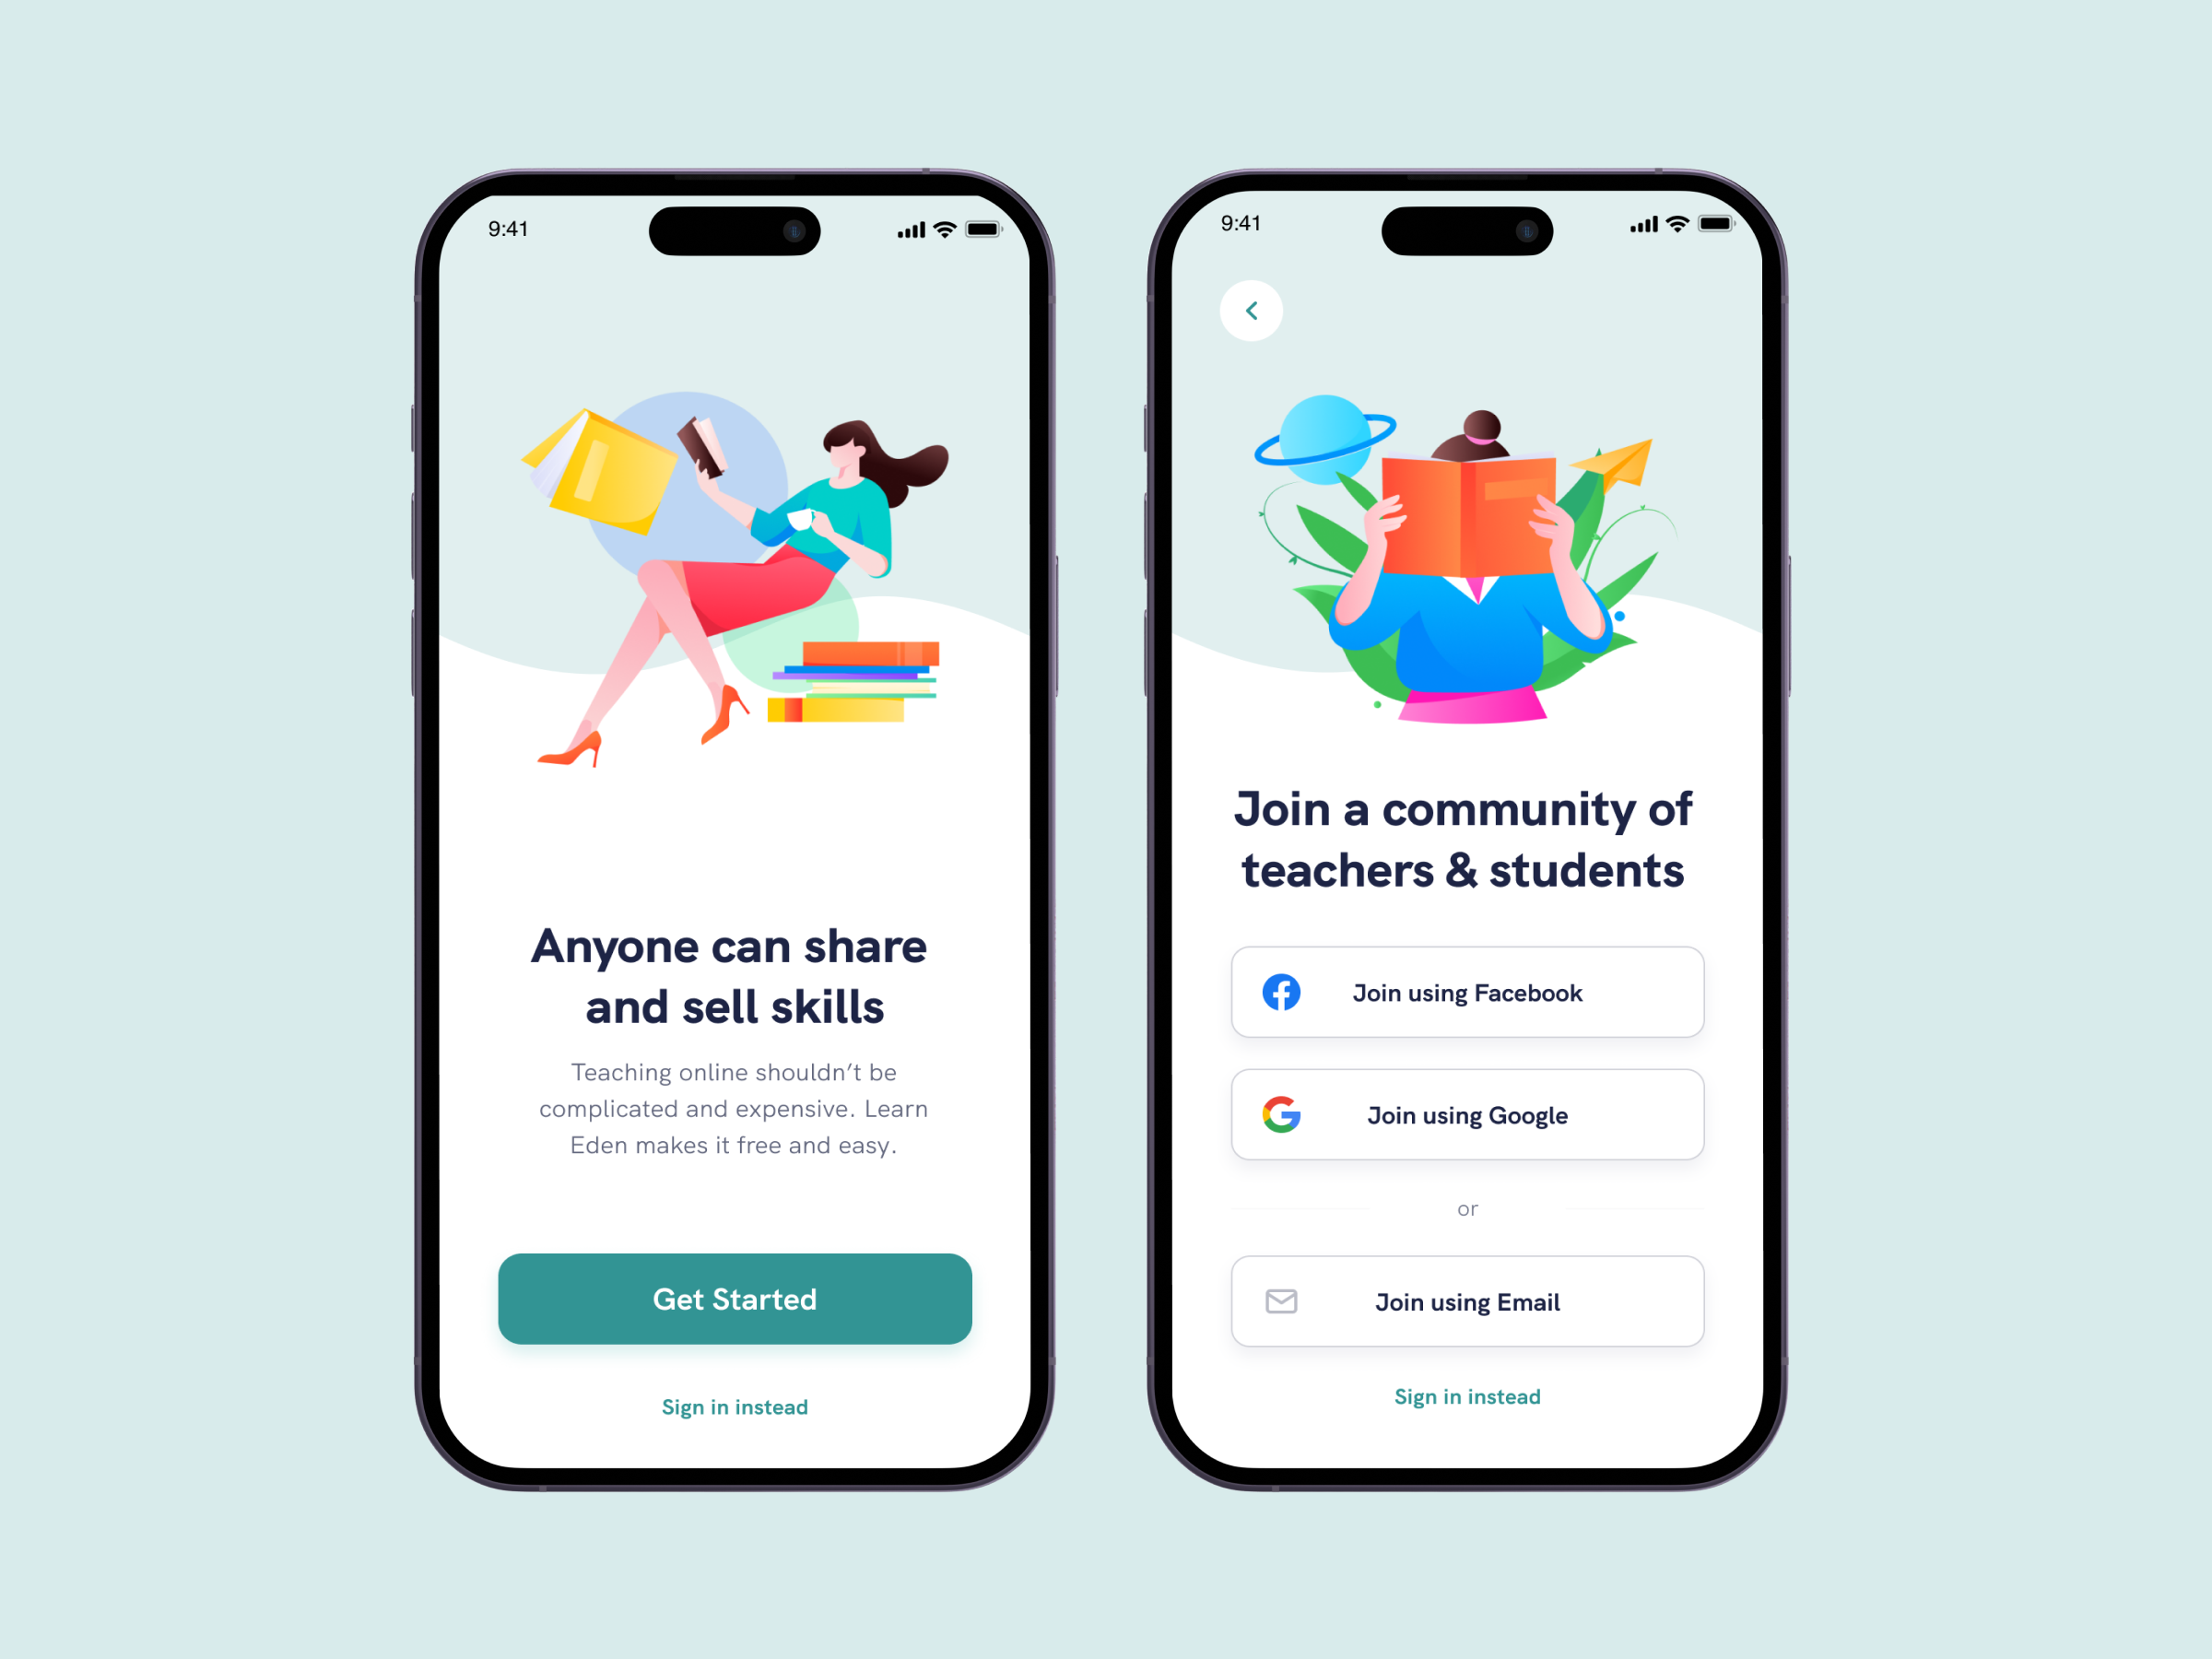 9:41
Anyone can share
and sell skills
Teaching online shouldn’t be
complicated and expensive. Learn
Eden makes it free and easy.
Get Started
Sign in instead
9:41
Join a community of
teachers & students
Join using Facebook
Join using Google
or
Join using Email
Sign in instead